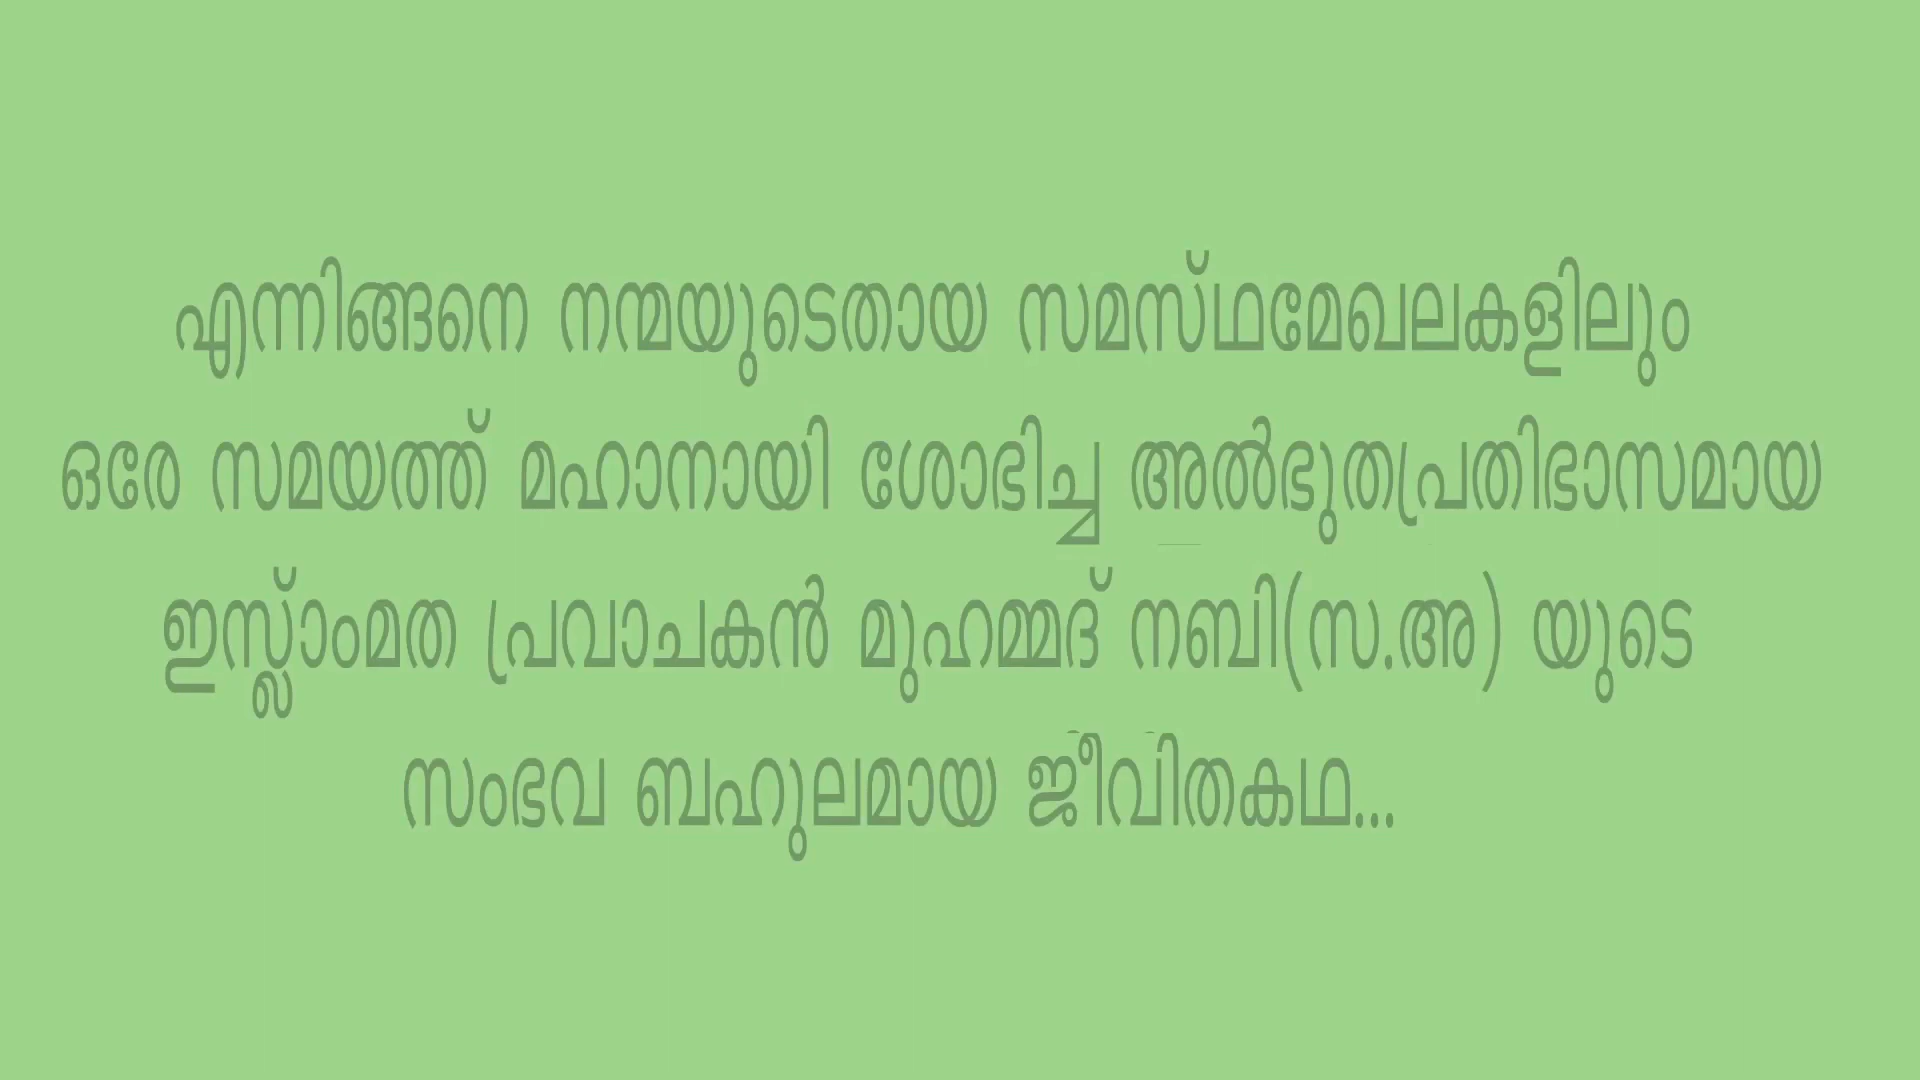 എന്നിങ്ങനെ നന്മയുടെതായ സമസ്ഥമേഖലകളിലും
ഒരേ സമയത്ത് മഹാനായി ശോഭിച്ച അൽഭുതപ്രതിഭാസമായ
ഇസ്ലാംമത പ്രവാചകൻ മുഹമ്മദ് നബി(സ.അ) യുടെ
സംഭവ ബഹുലമായ ജീവിതകഥ...